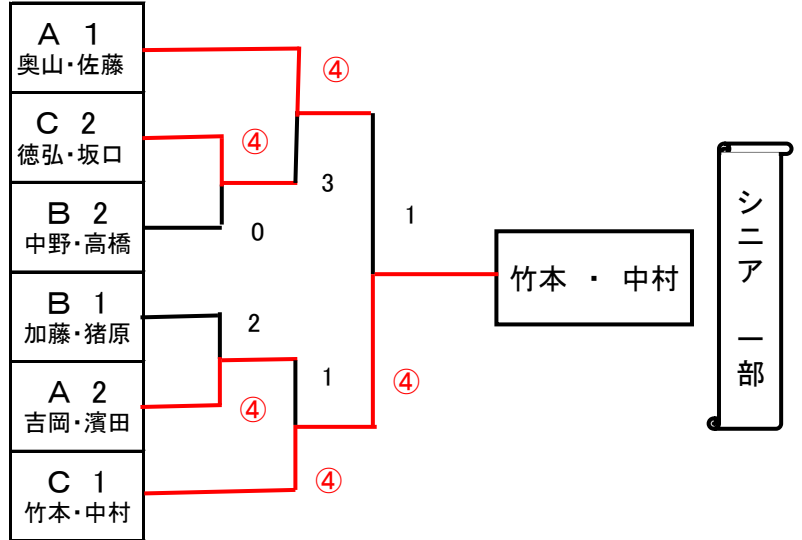 A 1
奥山・佐藤
④
C 2
徳弘・坂口
④
3
B 2
中野・高橋
0
1
竹本 ・ 中村
シニア 一部
B 1
加藤・猪原
2
1
④
A 2
吉岡・濱田
④
C 1
竹本・中村
④